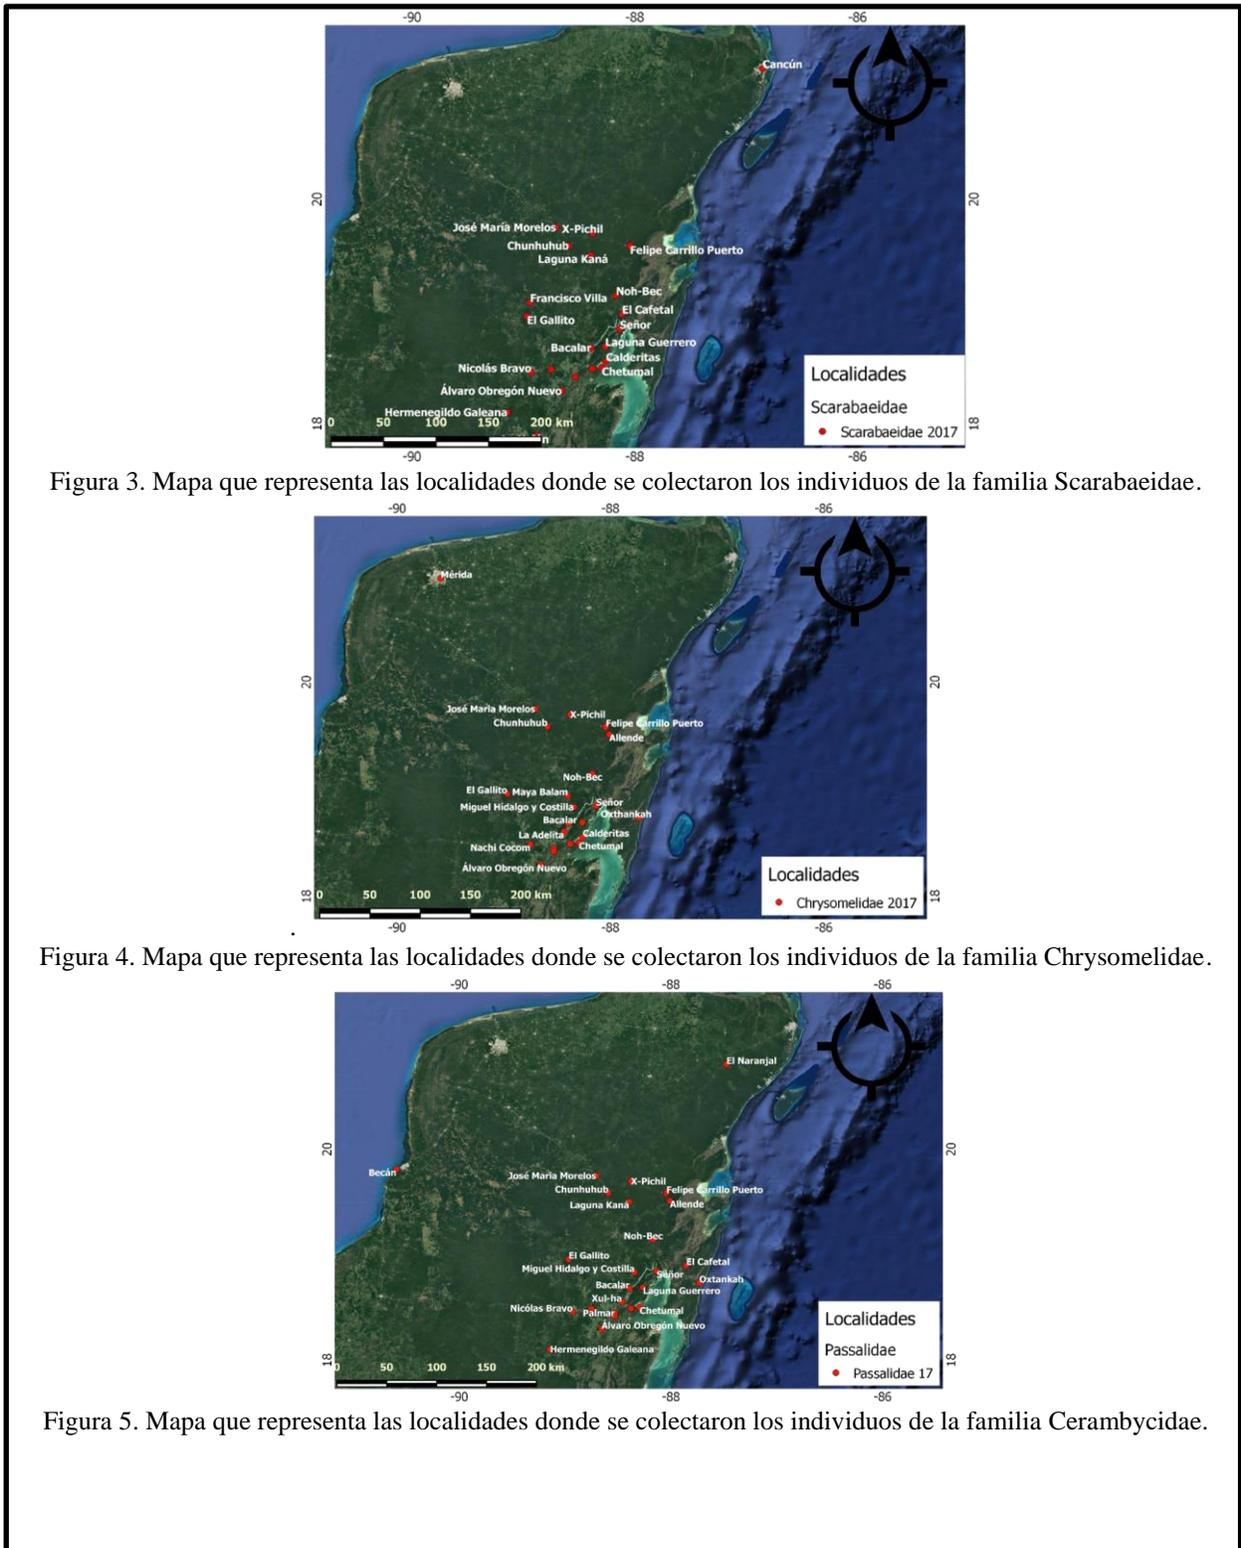 -90 -88 -86
Cancún
20 20
José María Morelos X-Pichil
Chunhuhub
Felipe Carrillo Puerto
Laguna Kaná
Noh-Bec
Francisco Villa
El Cafetal
El Gallito
Señor
Laguna Guerrero
Bacalar
Calderitas
Nicolás Bravo
Chetumal
Localidades
Álvaro Obregón Nuevo
Scarabaeidae
Hermenegildo Galeana
18 18
0 50 100 150 200 km
Scarabaeidae 2017
-90 -88 -86
Figura 3. Mapa que representa las localidades donde se colectaron los individuos de la familia Scarabaeidae.
-90 -88 -86
Mérida
20 20
José María Morelos
X-Pichil
Chunhuhub
Felipe Carrillo Puerto
Allende
Noh-Bec
El Gallito Maya Balam
Señor
Miguel Hidalgo y Costilla
Oxthankah
Bacalar
La Adelita
Calderitas
Nachi Cocom
Chetumal
Álvaro Obregón Nuevo
Localidades
18 18
0 50 100 150 200 km
Chrysomelidae 2017
. -90 -88 -86
Figura 4. Mapa que representa las localidades donde se colectaron los individuos de la familia Chrysomelidae.
-90 -88 -86
El Naranjal
20 20
Becán
José María Morelos
X-Pichil
Chunhuhub
Felipe Carrillo Puerto
Laguna Kaná
Allende
Noh-Bec
El Gallito
El Cafetal
Miguel Hidalgo y Costilla
Señor
Oxtankah
Bacalar
Laguna Guerrero
Xul-ha
Nicólas Bravo
Palmar
Chetumal
Localidades
Álvaro Obregón Nuevo
Passalidae
Hermenegildo Galeana
18 18
0 50 100 150 200 km
Passalidae 17
-90 -88 -86
Figura 5. Mapa que representa las localidades donde se colectaron los individuos de la familia Cerambycidae.